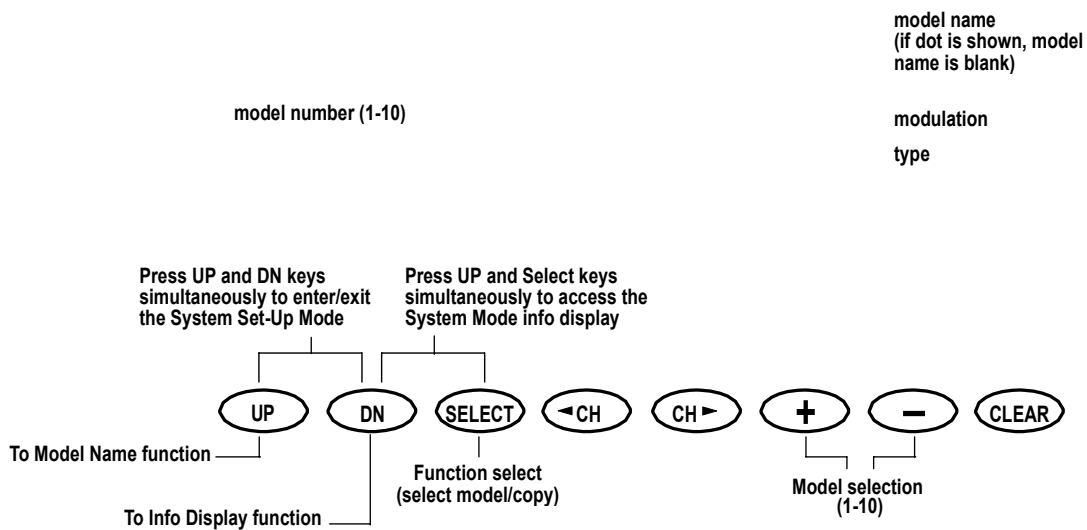 model name
(if dot is shown, model
name is blank)
model number (1-10)
modulation
type
Press UP and DN keys
simultaneously to enter/exit
the System Set-Up Mode
Press UP and Select keys
simultaneously to access the
System Mode info display
UP
DN
SELECT
◄CH
CH►
+
–
CLEAR
To Model Name function
Function select
(select model/copy)
Model selection
(1-10)
To Info Display function